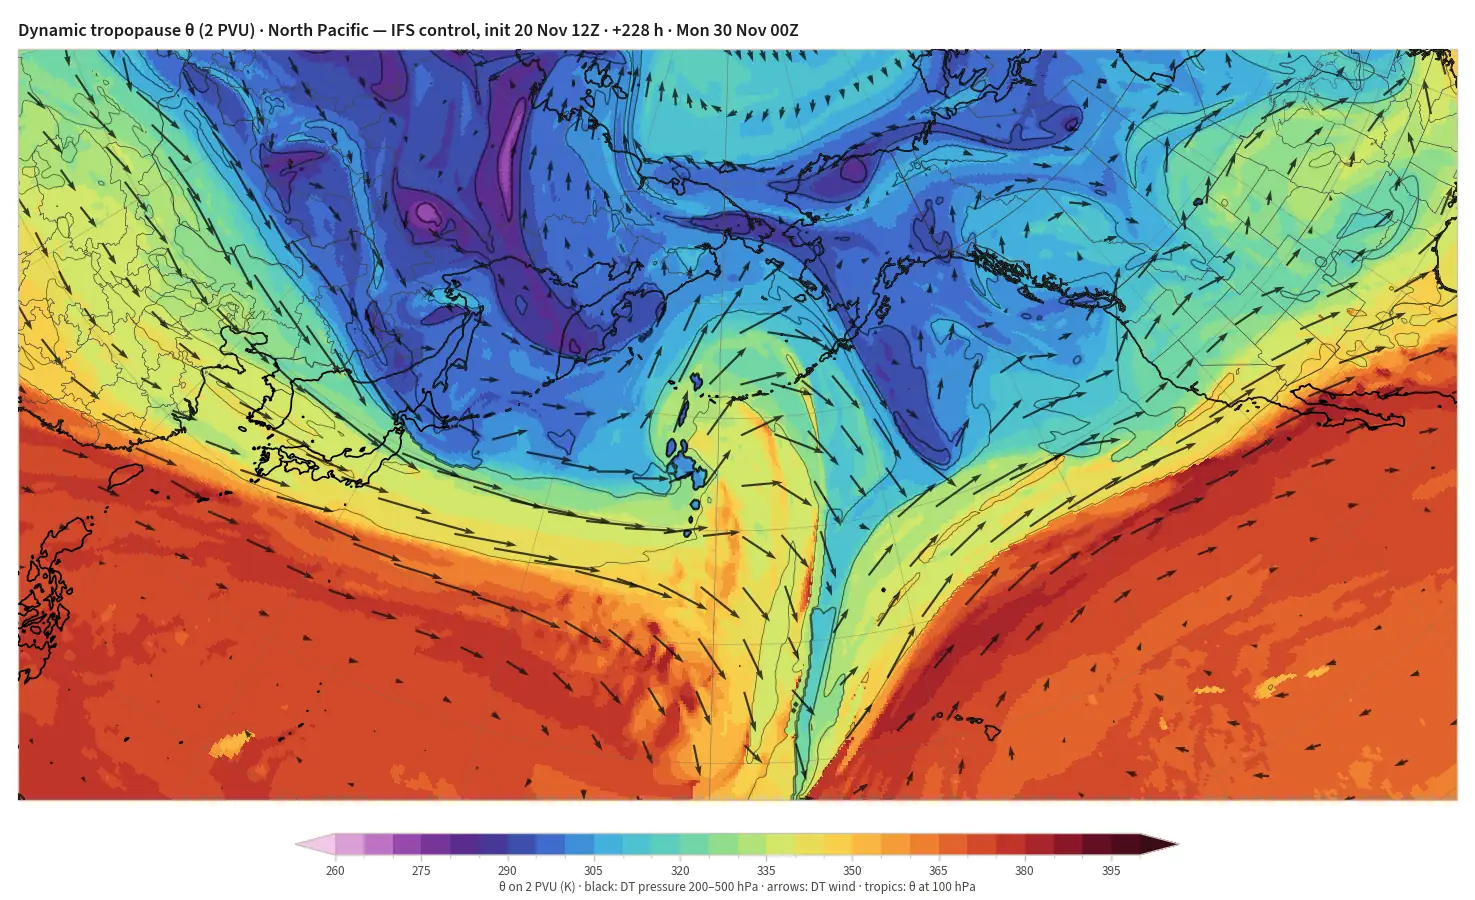 Dynamic tropopause θ (2 PVU) · North Pacific — IFS control, init 20 Nov 12Z · +228 h · Mon 30 Nov 00Z
260 275 290 305 320 335 350 365 380 395
θ on 2 PVU (K) · black: DT pressure 200–500 hPa · arrows: DT wind · tropics: θ at 100 hPa